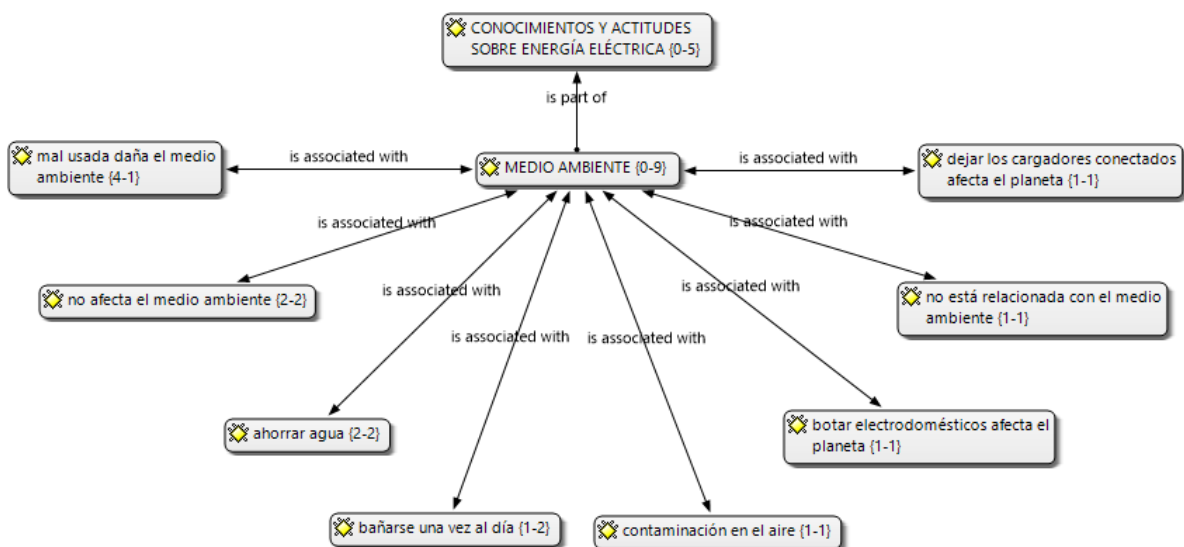 CONOCIMIENTOS Y ACTITUDES
SOBRE ENERGÍA ELÉCTRICA {0-5}
is part of
mal usada daña el medio
ambiente {4-1}
is associated with
MEDIO AMBIENTE {0-9}
is associated with
dejar los cargadores conectados
afecta el planeta {1-1}
is associated with
is associated with
no afecta el medio ambiente {2-2}
is associated with
is associated with
no está relacionada con el medio
ambiente {1-1}
is associated with
is associated with
ahorrar agua {2-2}
botar electrodomésticos afecta el
planeta {1-1}
bañarse una vez al día {1-2}
contaminación en el aire {1-1}